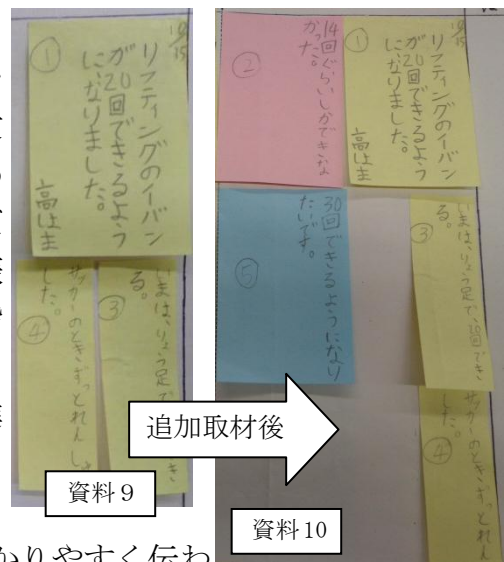 10/15
①
リフティングのイバン
が20回できるよう
になりました。
③
いまは、りょう足で
る。
④
サッカーのときずっとれんし
した。
資料9
追加取材後
10/15
①
リフティングのイバン
が20回できるよう
になりました。
②
14回ぐらいしかできな
かった。
③
いまは、りょう足で、回でき
る。
④
サッカーのときずっとれん
した。
⑤
30回できるようになり
たいです。
資料10
かりやすく伝わ